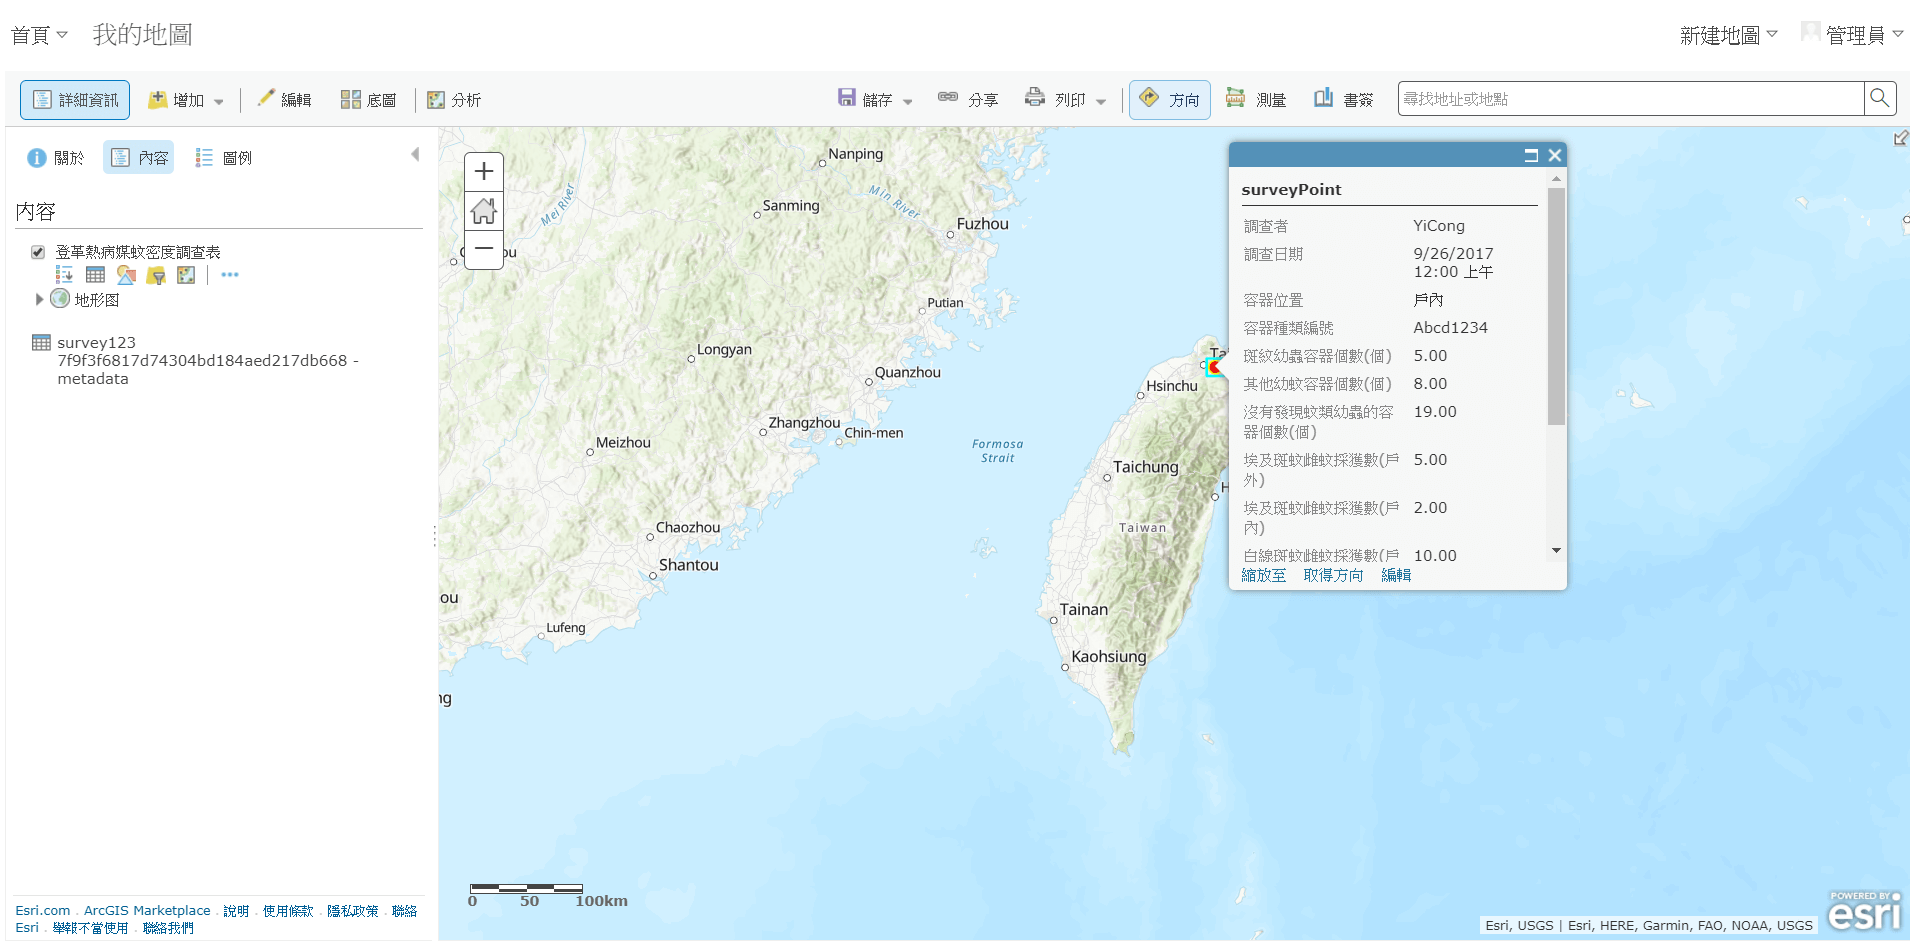 首頁 我的地圖 新建地圖 管理員
詳細資訊 增加 編輯 底圖 分析 儲存 分享 列印 方向 測量 書籤 尋找地址或地點
關於 內容 圖例
內容
登革熱病媒蚊密度調查表
地形图
survey123
7f9f3f6817d74304bd184aed217db668 -
metadata
Esri.com . ArcGIS Marketplace . 說明 . 使用條款 . 隱私政策 . 聯絡
Esri . 舉報不當使用 . 聯絡我們
+
−
Nanping
Mei River
Min River
Sanming
Fuzhou
ou
Putian
Longyan
Quanzhou
Hsinchu
Zhangzhou
Chin-men
Meizhou
Formosa
Strait
Taichung
Taiwan
Chaozhou
Shantou
ou
Tainan
Lufeng
Kaohsiung
ng
surveyPoint
調查者 YiCong
調查日期 9/26/2017
12:00 上午
容器位置 戶內
容器種類編號 Abcd1234
斑紋幼蟲容器個數(個) 5.00
其他幼蚊容器個數(個) 8.00
沒有發現蚊類幼蟲的容 19.00
器個數(個)
埃及斑蚊雌蚊採獲數(戶 5.00
外)
埃及斑蚊雌蚊採獲數(戶 2.00
內)
白線斑蚊雌蚊採獲數(戶 10.00
縮放至 取得方向 編輯
0 50 100km
POWERED BY
esri
Esri, USGS | Esri, HERE, Garmin, FAO, NOAA, USGS